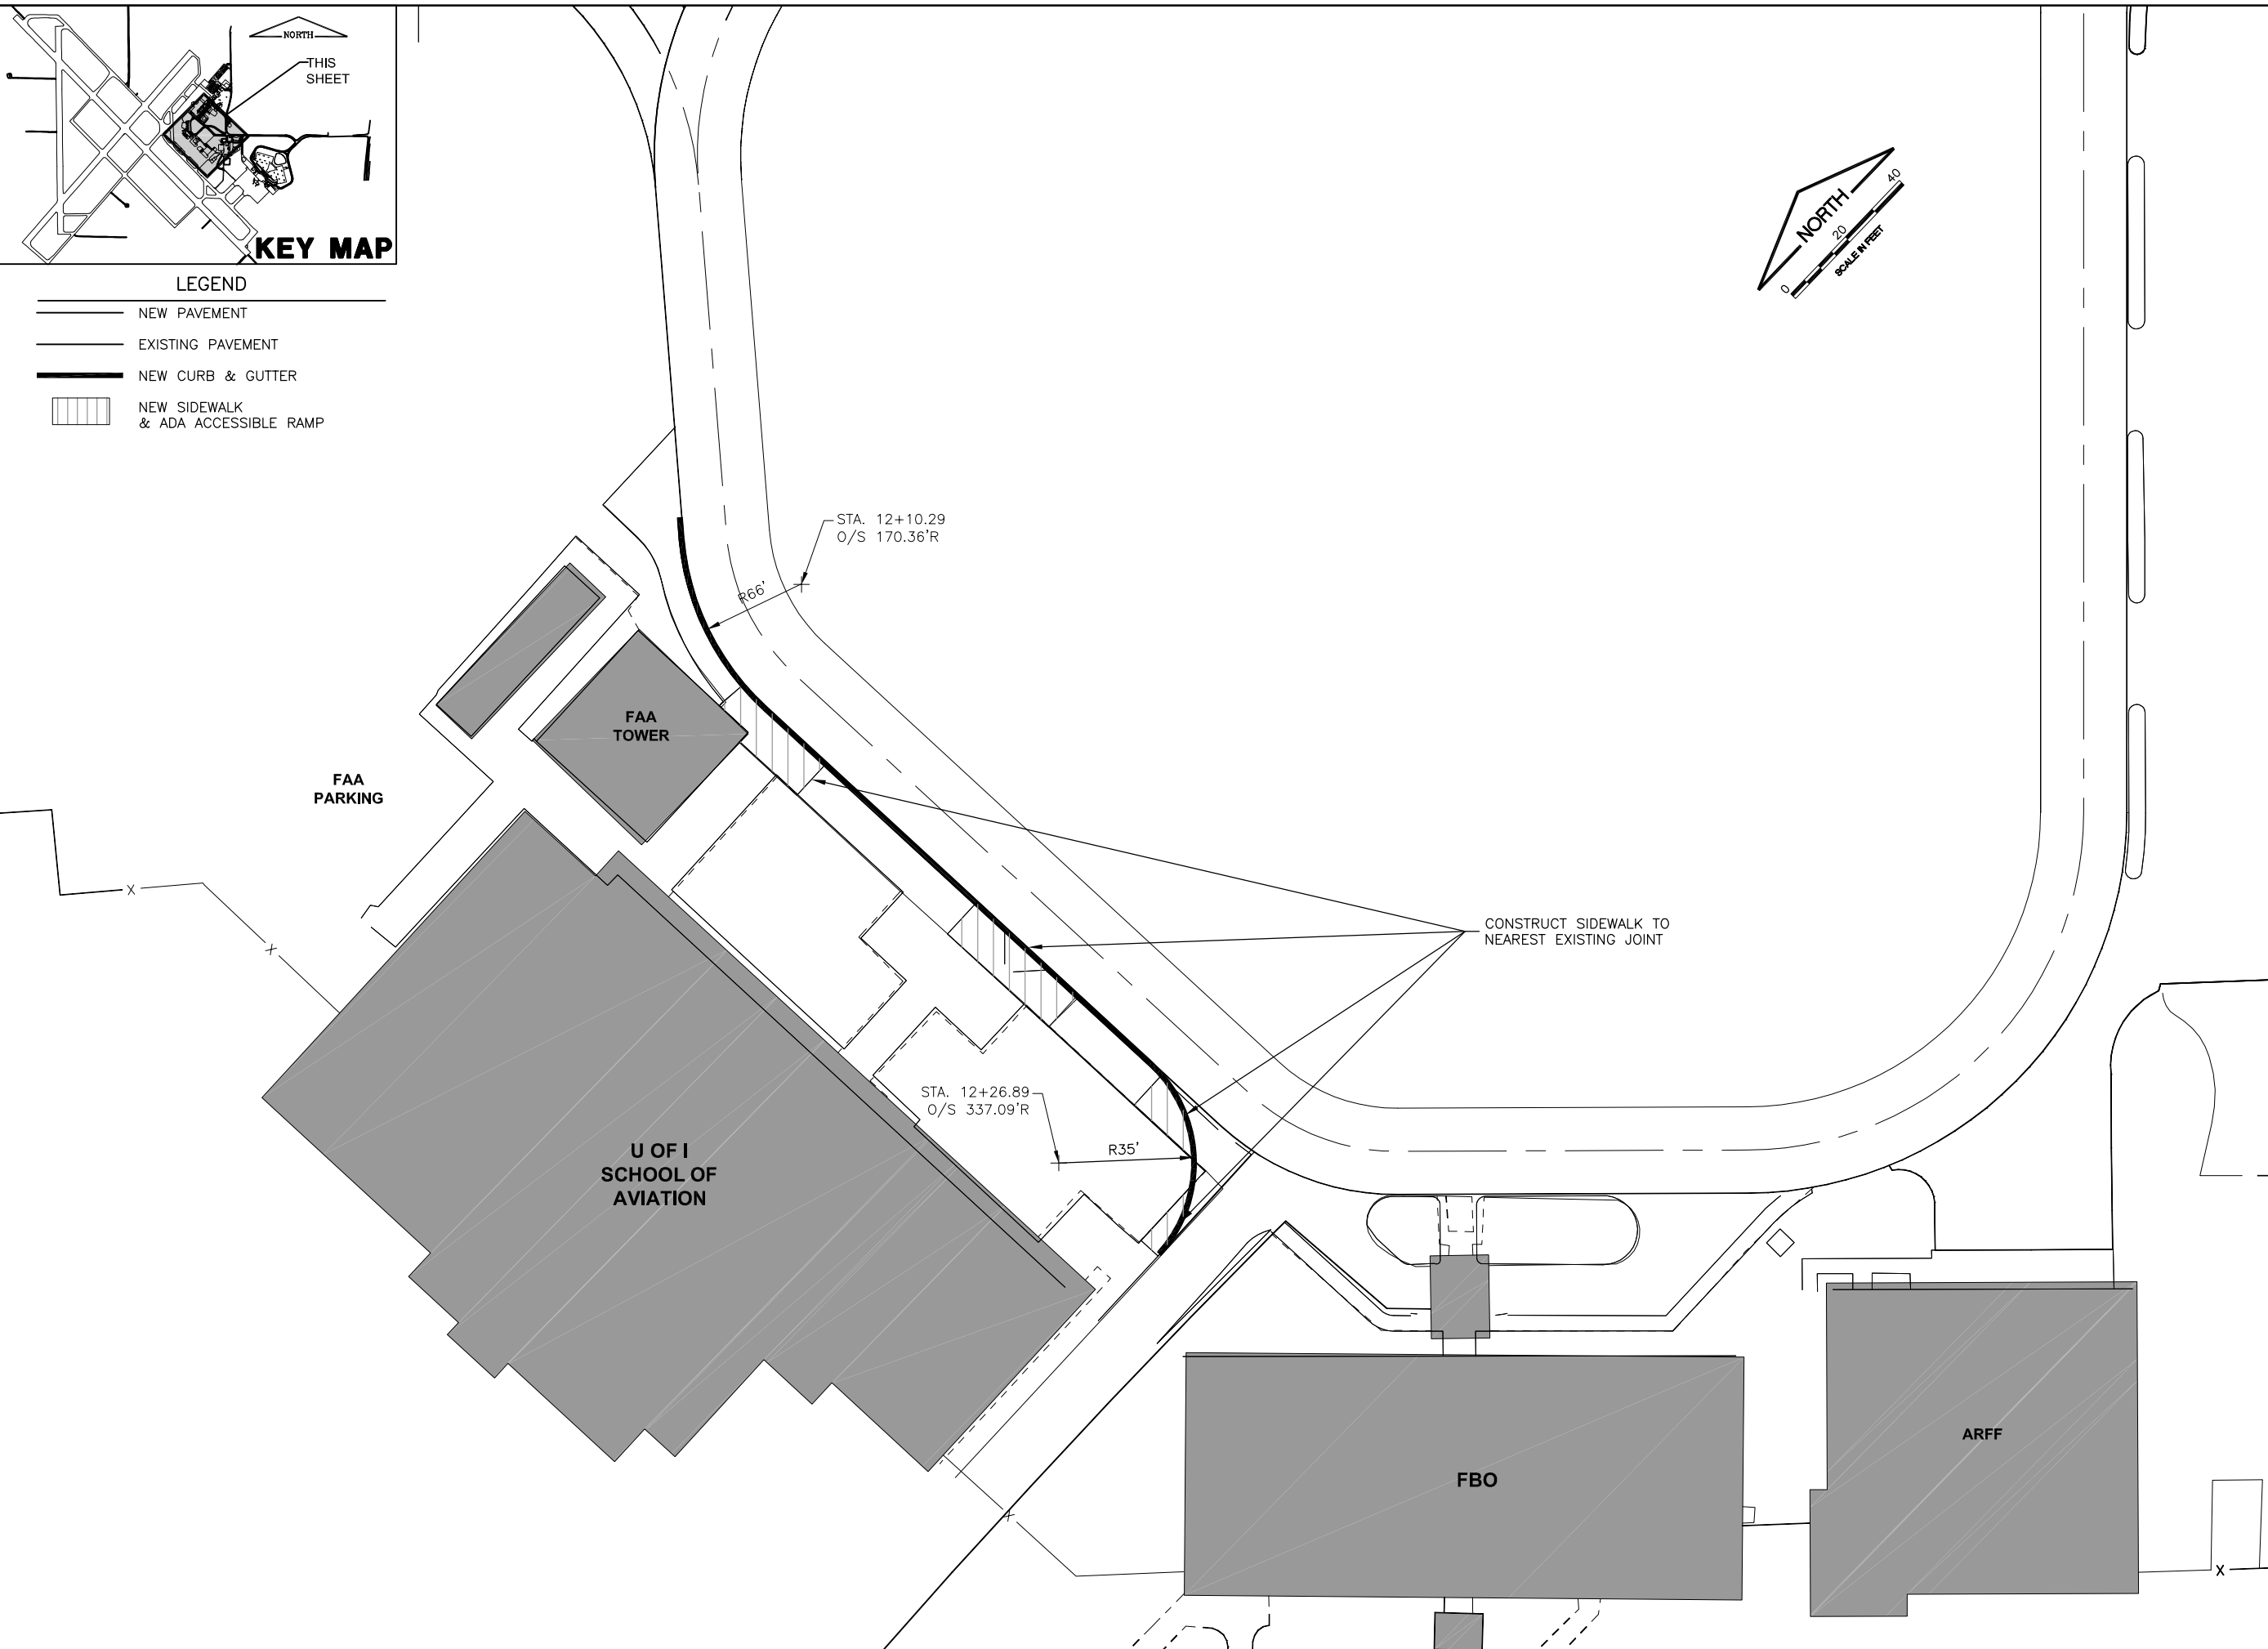 NORTH
THIS
SHEET
KEY MAP
LEGEND
NEW PAVEMENT
EXISTING PAVEMENT
NEW CURB & GUTTER
NEW SIDEWALK
& ADA ACCESSIBLE RAMP
NORTH
0
20
40
SCALE IN FEET
STA. 12+10.29
O/S 170.36'R
R66'
FAA
TOWER
FAA
PARKING
X
X
CONSTRUCT SIDEWALK TO
NEAREST EXISTING JOINT
STA. 12+26.89
O/S 337.09'R
R35'
U OF I
SCHOOL OF
AVIATION
ARFF
FBO
X
X